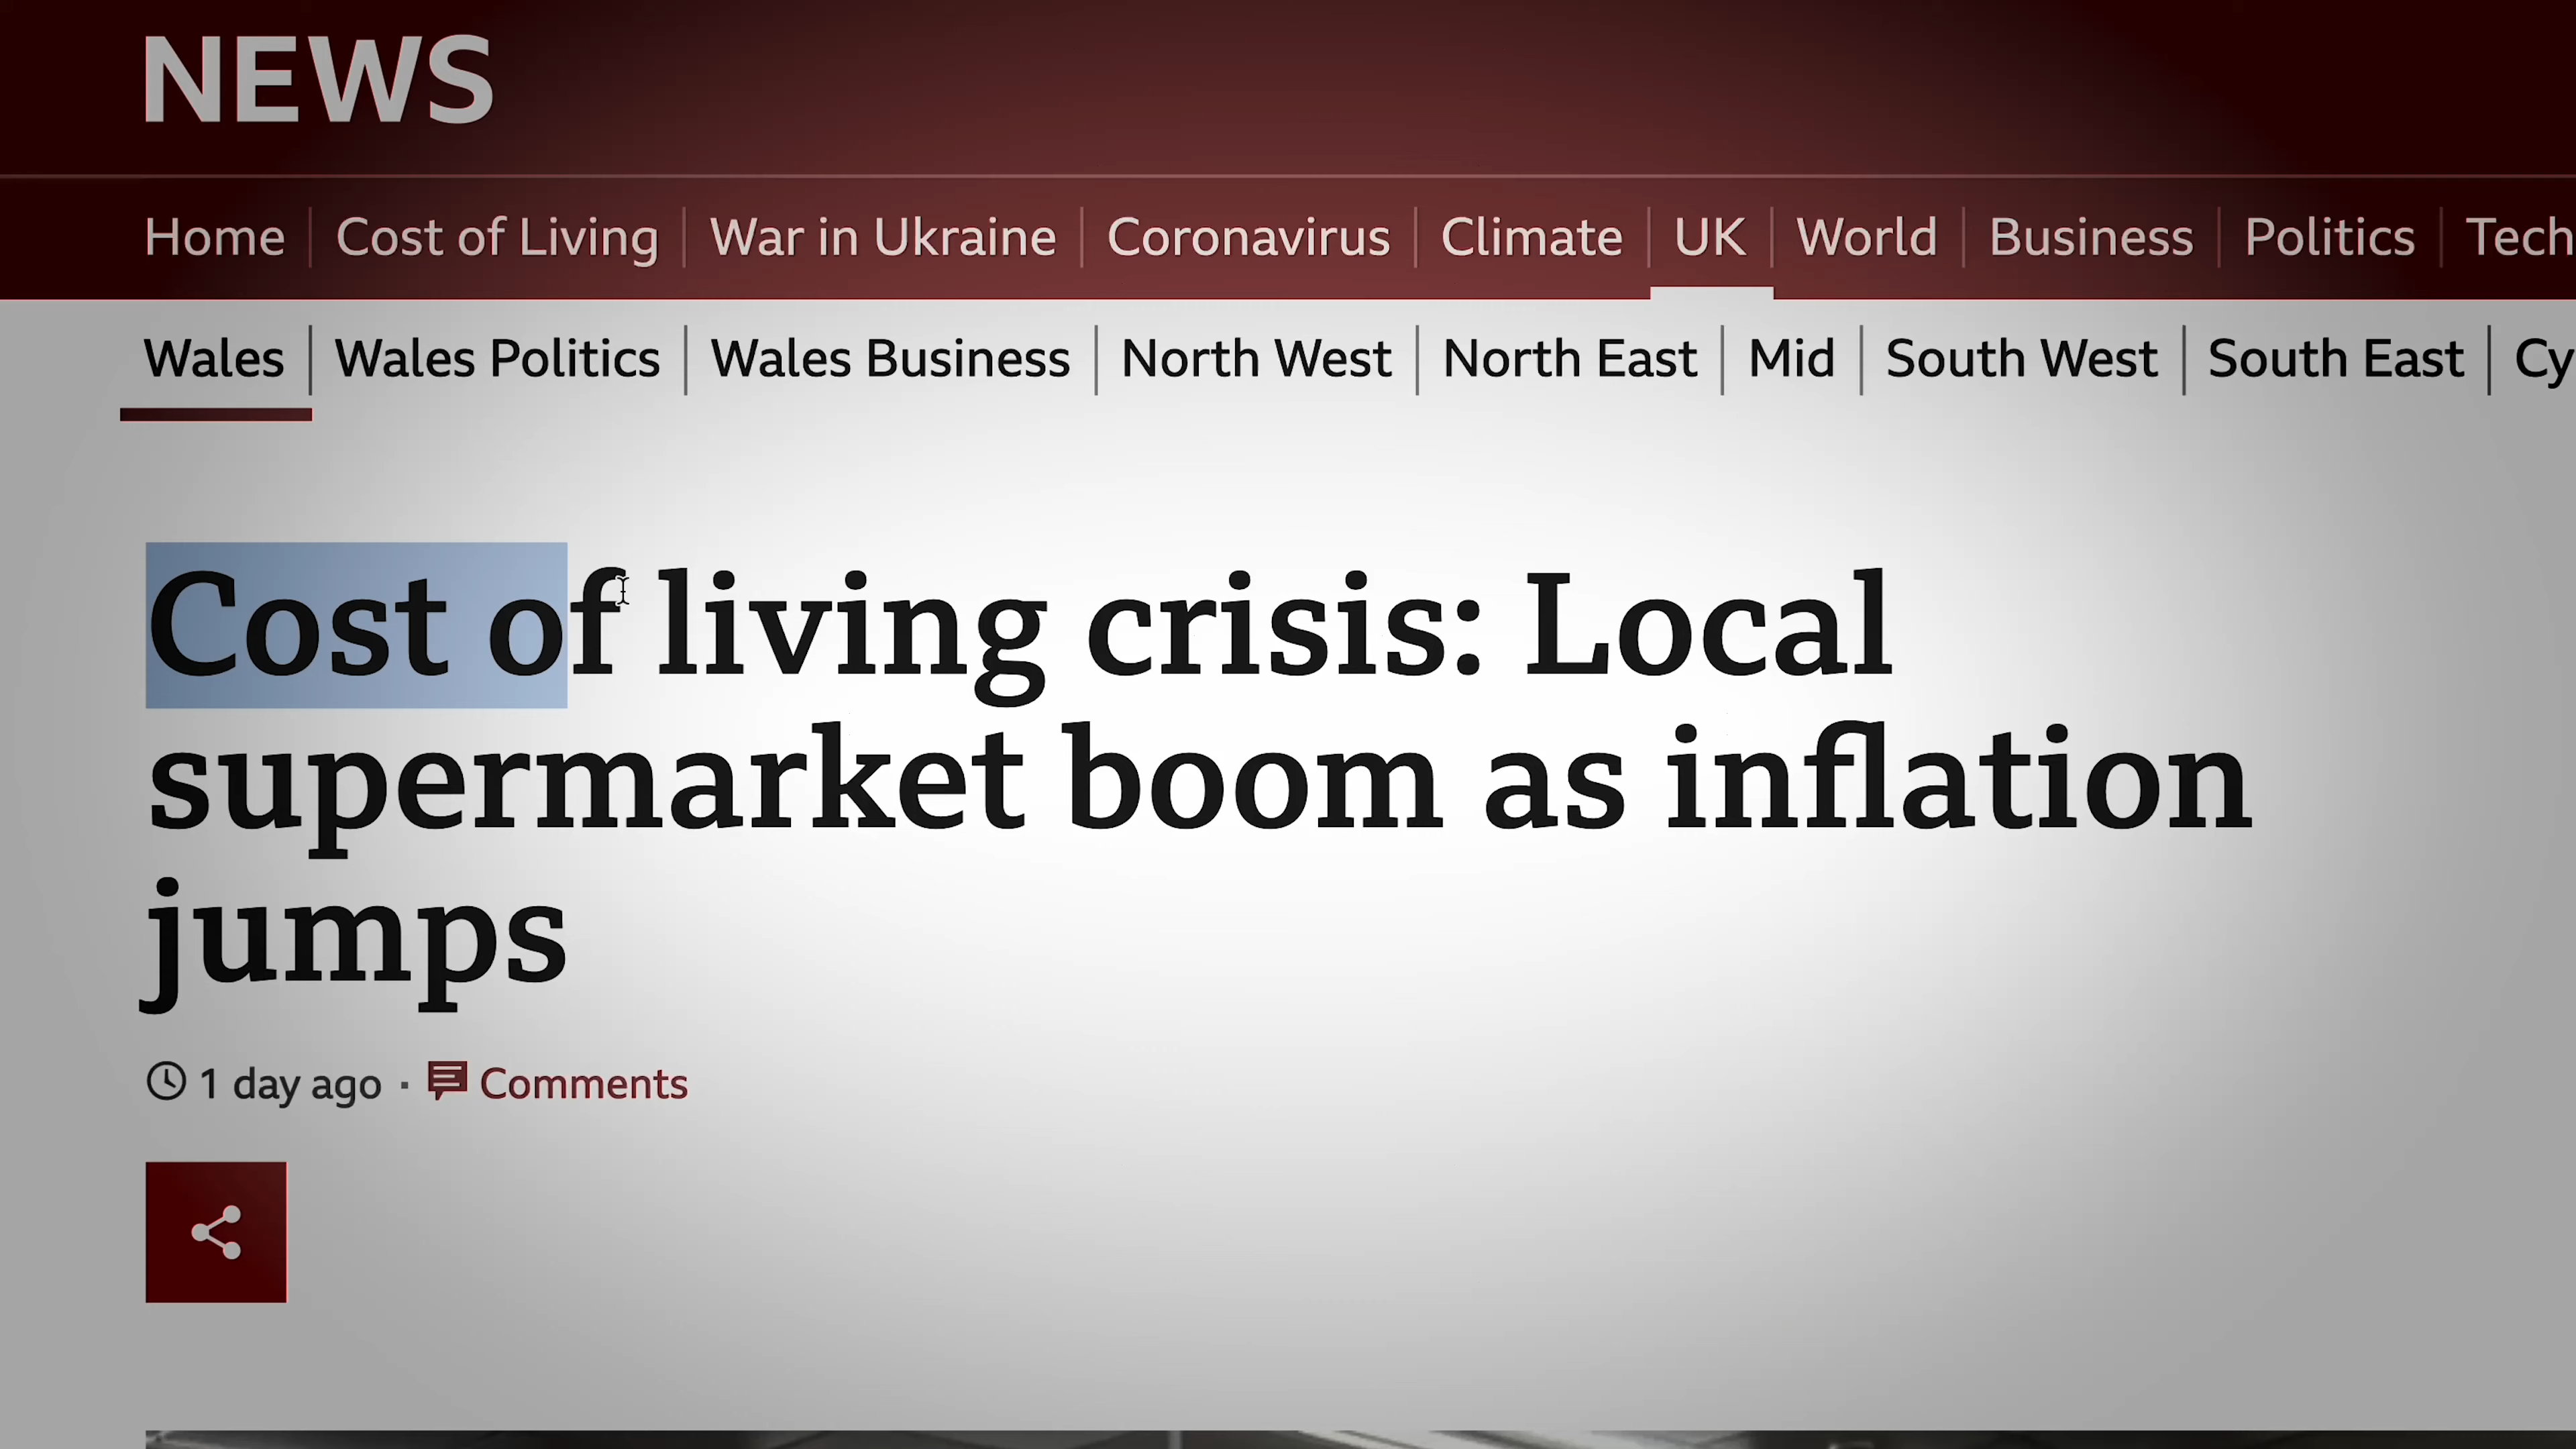 NEWS
Home Cost of Living War in Ukraine Coronavirus Climate UK World Business Politics Tech
Wales Wales Politics Wales Business North West North East Mid South West South East Cy
Cost of living crisis: Local
supermarket boom as inflation
jumps
1 day ago · Comments